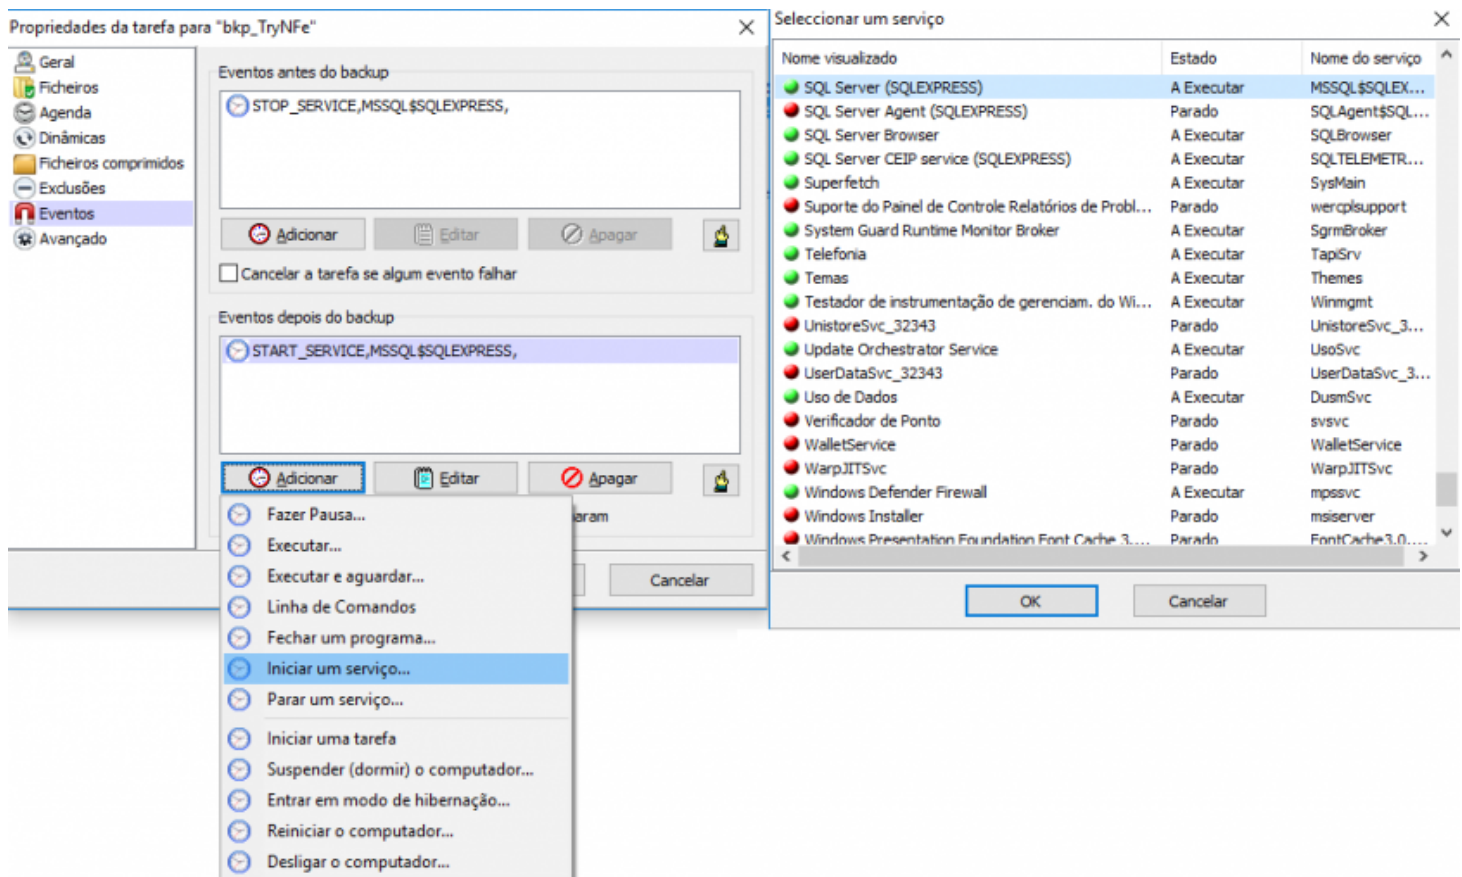 Propriedades da tarefa para "bkp_TryNFe"
Geral
Ficheiros
Agenda
Dinâmicas
Ficheiros comprimidos
Exclusões
Eventos
Avançado
Eventos antes do backup
STOP_SERVICE,MSSQL$SQLEXPRESS,
Adicionar Editar Apagar
Cancelar a tarefa se algum evento falhar
Eventos depois do backup
START_SERVICE,MSSQL$SQLEXPRESS,
Adicionar Editar Apagar
Cancelar
Fazer Pausa...
Executar...
Executar e aguardar...
Linha de Comandos
Fechar um programa...
Iniciar um serviço...
Parar um serviço...
Iniciar uma tarefa
Suspender (dormir) o computador...
Entrar em modo de hibernação...
Reiniciar o computador...
Desligar o computador...
Seleccionar um serviço
Nome visualizado Estado Nome do serviço
SQL Server (SQLEXPRESS) A Executar MSSQL$SQLEX...
SQL Server Agent (SQLEXPRESS) Parado SQLAgent$SQL...
SQL Server Browser A Executar SQLBrowser
SQL Server CEIP service (SQLEXPRESS) A Executar SQLTELEMETR...
Superfetch A Executar SysMain
Suporte do Painel de Controle Relatórios de Probl... Parado wercplsupport
System Guard Runtime Monitor Broker A Executar SgrmBroker
Telefonia A Executar TapiSrv
Temas A Executar Themes
Testador de instrumentação de gerenciam. do Wi... A Executar Winmgmt
UnistoreSvc_32343 Parado UnistoreSvc_3...
Update Orchestrator Service A Executar UsoSvc
UserDataSvc_32343 Parado UserDataSvc_3...
Uso de Dados A Executar DusmSvc
Verificador de Ponto Parado svsvc
WalletService Parado WalletService
WarpJITSvc Parado WarpJITSvc
Windows Defender Firewall A Executar mpssvc
Windows Installer Parado msiserver
Windows Presentation Foundation Font Cache 3.... Parado FontCache3.0....
OK Cancelar